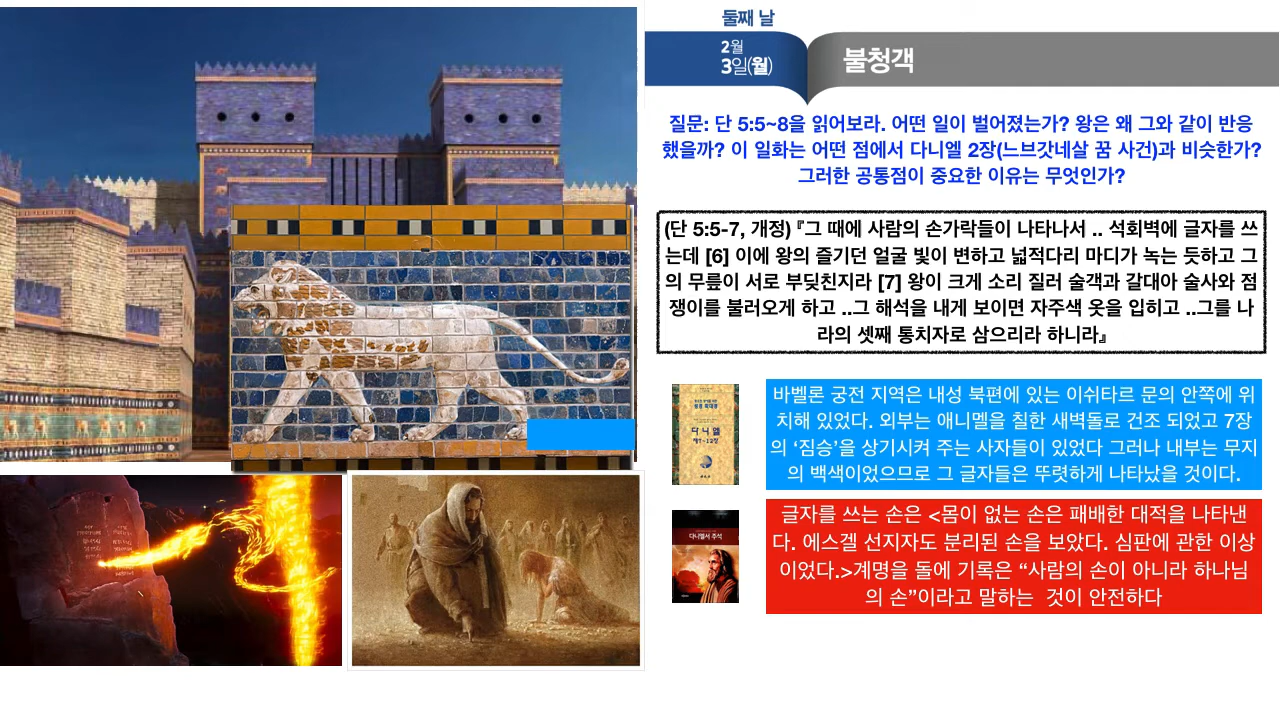 둘째 날
2월
3일(월)
불청객
질문: 단 5:5~8을 읽어보라. 어떤 일이 벌어졌는가? 왕은 왜 그와 같이 반응
했을까? 이 일화는 어떤 점에서 다니엘 2장(느브갓네살 꿈 사건)과 비슷한가?
그러한 공통점이 중요한 이유는 무엇인가?
(단 5:5-7, 개정)『그 때에 사람의 손가락들이 나타나서 .. 석회벽에 글자를 쓰
는데 [6] 이에 왕의 즐기던 얼굴 빛이 변하고 넓적다리 마디가 녹는 듯하고 그
의 무릎이 서로 부딪친지라 [7] 왕이 크게 소리 질러 술객과 갈대아 술사와 점
쟁이를 불러오게 하고 ..그 해석을 내게 보이면 자주색 옷을 입히고 ..그를 나
라의 셋째 통치자로 삼으리라 하니라』
다니엘
제7~12장
바벨론 궁전 지역은 내성 북편에 있는 이쉬타르 문의 안쪽에 위
치해 있었다. 외부는 애니멜을 칠한 새벽돌로 건조 되었고 7장
의 ‘짐승’을 상기시켜 주는 사자들이 있었다 그러나 내부는 무지
의 백색이었으므로 그 글자들은 뚜렷하게 나타났을 것이다.
다니엘서 주석
글자를 쓰는 손은 <몸이 없는 손은 패배한 대적을 나타낸
다. 에스겔 선지자도 분리된 손을 보았다. 심판에 관한 이상
이었다.>계명을 돌에 기록은 “사람의 손이 아니라 하나님
의 손”이라고 말하는 것이 안전하다